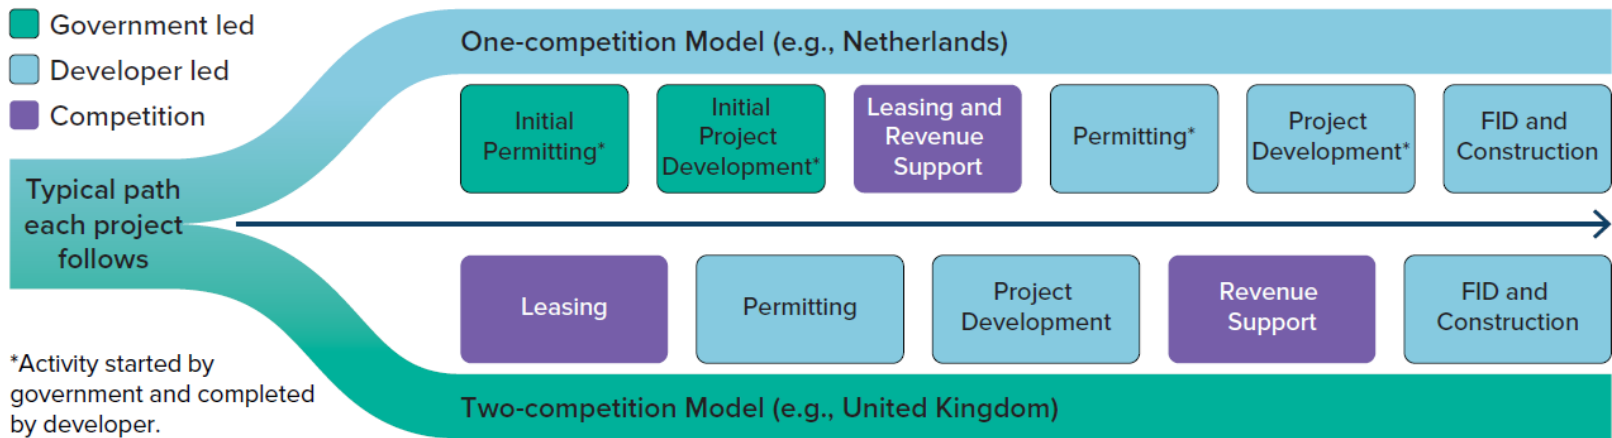 Government led
Developer led
Competition
One-competition Model (e.g., Netherlands)
Initial
Permitting*
Initial
Project
Development*
Leasing and
Revenue
Support
Permitting*
Project
Development*
FID and
Construction
Typical path
each project
follows
Leasing
Permitting
Project
Development
Revenue
Support
FID and
Construction
*Activity started by
government and completed
by developer.
Two-competition Model (e.g., United Kingdom)